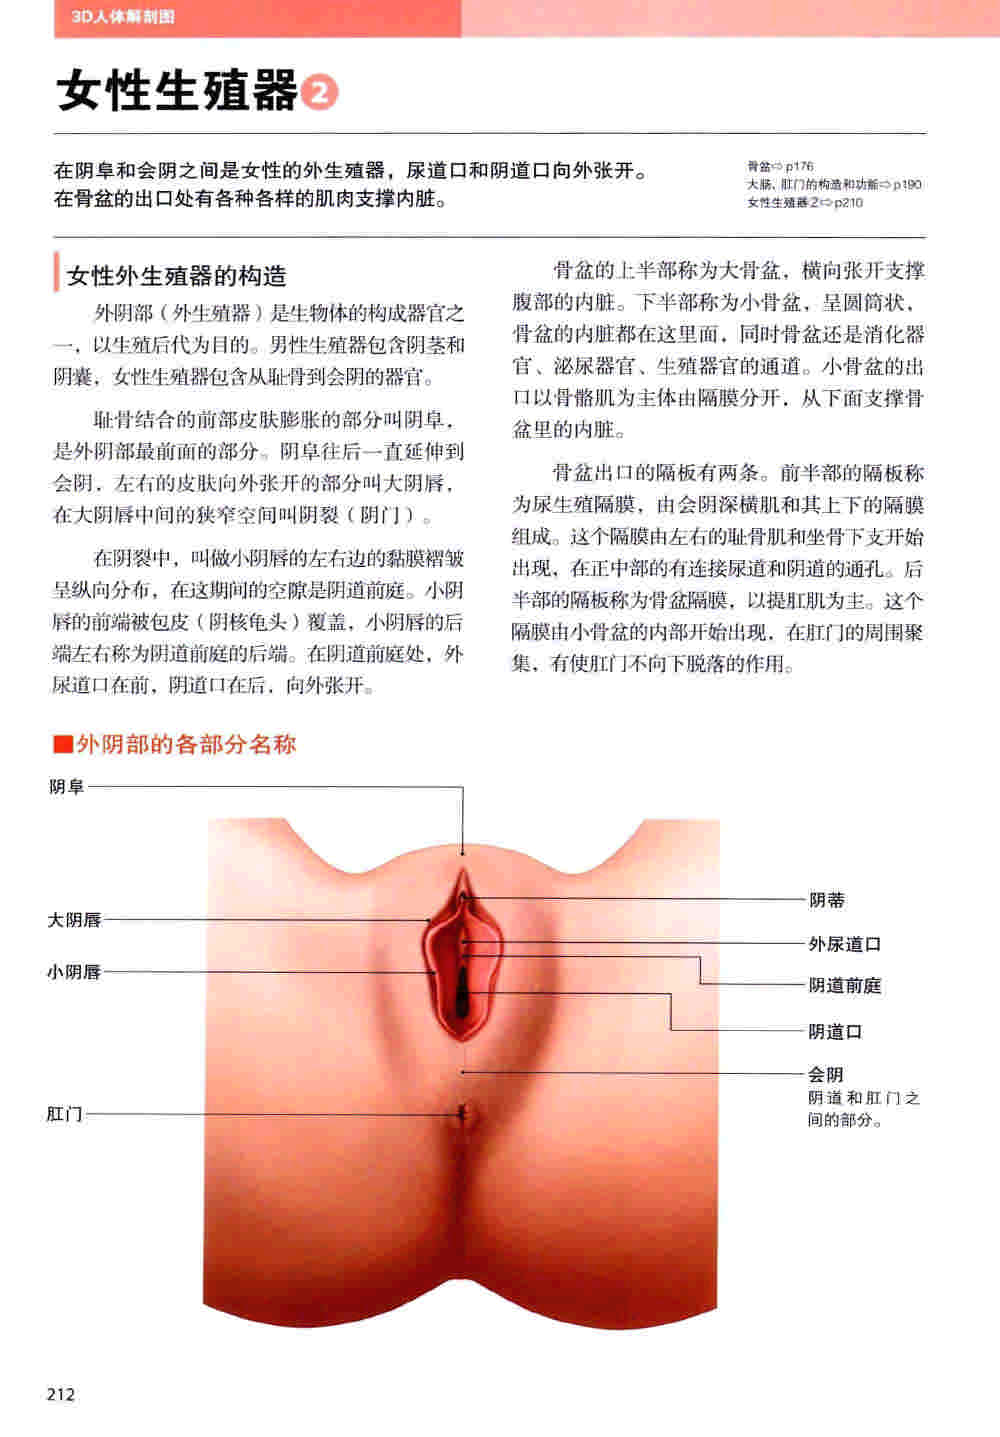 3D人体解剖图
女性生殖器2
在阴阜和会阴之间是女性的外生殖器，尿道口和阴道口向外张开。
在骨盆的出口处有各种各样的肌肉支撑内脏。
骨盆⇨p176
大肠、肛门的构造和功能⇨p190
女性生殖器2⇨p210
女性外生殖器的构造
外阴部（外生殖器）是生物体的构成器官之
一，以生殖后代为目的。男性生殖器包含阴茎和
阴囊，女性生殖器包含从耻骨到会阴的器官。
耻骨结合的前部皮肤膨胀的部分叫阴阜，
是外阴部最前面的部分。阴阜往后一直延伸到
会阴，左右的皮肤向外张开的部分叫大阴唇，
在大阴唇中间的狭窄空间叫阴裂（阴门）。
在阴裂中，叫做小阴唇的左右边的黏膜褶皱
呈纵向分布，在这期间的空隙是阴道前庭。小阴
唇的前端被包皮（阴核龟头）覆盖，小阴唇的后
端左右称为阴道前庭的后端。在阴道前庭处，外
尿道口在前，阴道口在后，向外张开。
骨盆的上半部称为大骨盆，横向张开支撑
腹部的内脏。下半部称为小骨盆，呈圆筒状，
骨盆的内脏都在这里面，同时骨盆还是消化器
官、泌尿器官、生殖器官的通道。小骨盆的出
口以骨骼肌为主体由隔膜分开，从下面支撑骨
盆里的内脏。
骨盆出口的隔板有两条。前半部的隔板称
为尿生殖隔膜，由会阴深横肌和其上下的隔膜
组成。这个隔膜由左右的耻骨肌和坐骨下支开始
出现，在正中部的有连接尿道和阴道的通孔。后
半部的隔板称为骨盆隔膜，以提肛肌为主。这个
隔膜由小骨盆的内部开始出现，在肛门的周围聚
集，有使肛门不向下脱落的作用。
■外阴部的各部分名称
阴阜
大阴唇
小阴唇
肛门
阴蒂
外尿道口
阴道前庭
阴道口
会阴
阴道和肛门之
间的部分。
212